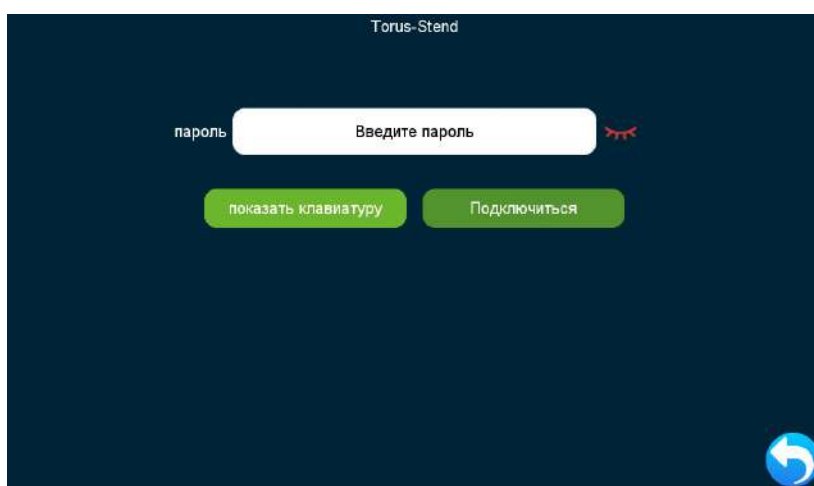 Torus-Stend
пароль Введите пароль
показать клавиатуру Подключиться